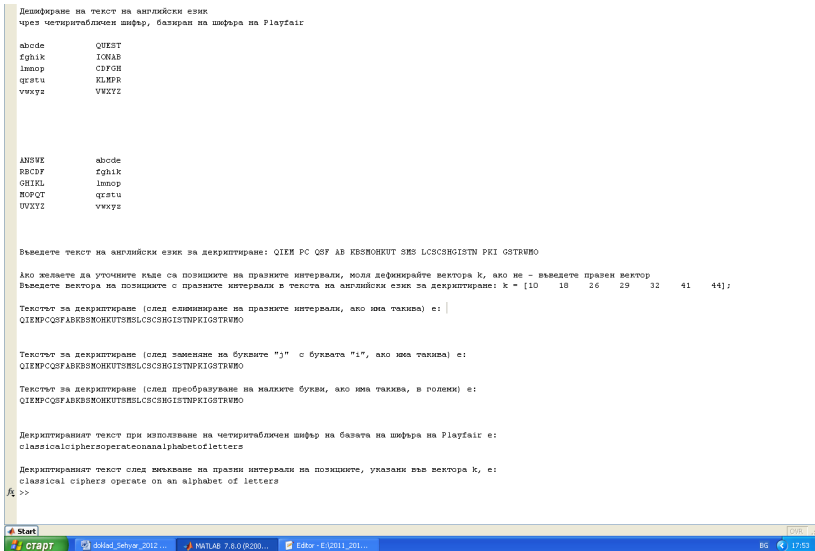 Дешифриране на текст на английски език
чрез четиритабличен шифър, базиран на шифъра на Playfair
abcde QUEST
fghik IONAB
lmnop CDFGH
qrstu KLMPR
vwxyz VWXYZ
ANSWE abcde
RBCDF fghik
GHIKL lmnop
MOPQT qrstu
UVXYZ vwxyz
Въведете текст на английски език за декриптиране: QIEM PC QSF AB KBSMOHKUT SMS LCSCSHGISTN PKI GSTRWMO
Ако желаете да уточните къде са позициите на празните интервали, моля дефинирайте вектора k, ако не - въведете празен вектор
Въведете вектора на позициите с празните интервали в текста на английски език за декриптиране: k = [10 18 26 29 32 41 44];
Текстът за декриптиране (след елиминиране на празните интервали, ако има такива) е:
QIEMPCQSFABKBSMOHKUTSMSLCSCSHGISTNPKIGSTRWMO
Текстът за декриптиране (след заменяне на буквите "j" с буквата "i", ако има такива) е:
QIEMPCQSFABKBSMOHKUTSMSLCSCSHGISTNPKIGSTRWMO
Текстът за декриптиране (след преобразуване на малките букви, ако има такива, в големи) е:
QIEMPCQSFABKBSMOHKUTSMSLCSCSHGISTNPKIGSTRWMO
Декриптираният текст при използване на четиритабличен шифър на базата на шифъра на Playfair е:
classicalciphersoperateonanalphabetofletters
Декриптираният текст след вмъкване на празни интервали на позициите, указани във вектора k, е:
classical ciphers operate on an alphabet of letters
fx >>
Start OVR
старт doklad_Sehyar_2012 ... MATLAB 7.8.0 (R200... Editor - E:\2011_201... BG 17:53